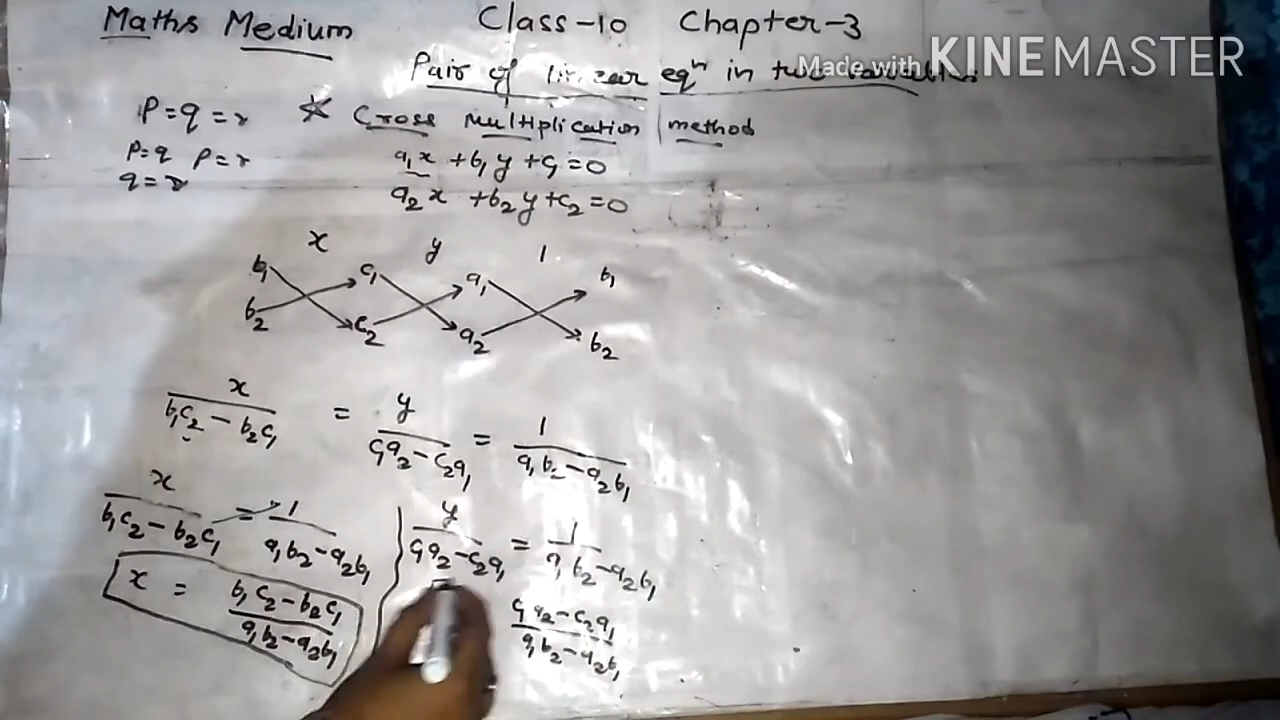 Maths Medium Class-10 Chapter-3
Made with KINEMASTER
Pair of linear eqⁿ in two variables
P=q=r * Cross Multiplication method
P=q P=r
q=r
a₁x + b₁y + c₁ = 0
a₂x + b₂y + c₂ = 0
x y 1
b₁ c₁ a₁ b₁
b₂ c₂ a₂ b₂
x/(b₁c₂ - b₂c₁) = y/(c₁a₂ - c₂a₁) = 1/(a₁b₂ - a₂b₁)
x/(b₁c₂ - b₂c₁) = 1/(a₁b₂ - a₂b₁)
y/(c₁a₂ - c₂a₁) = 1/(a₁b₂ - a₂b₁)
x = (b₁c₂ - b₂c₁)/(a₁b₂ - a₂b₁)
(c₁a₂ - c₂a₁)/(a₁b₂ - a₂b₁)